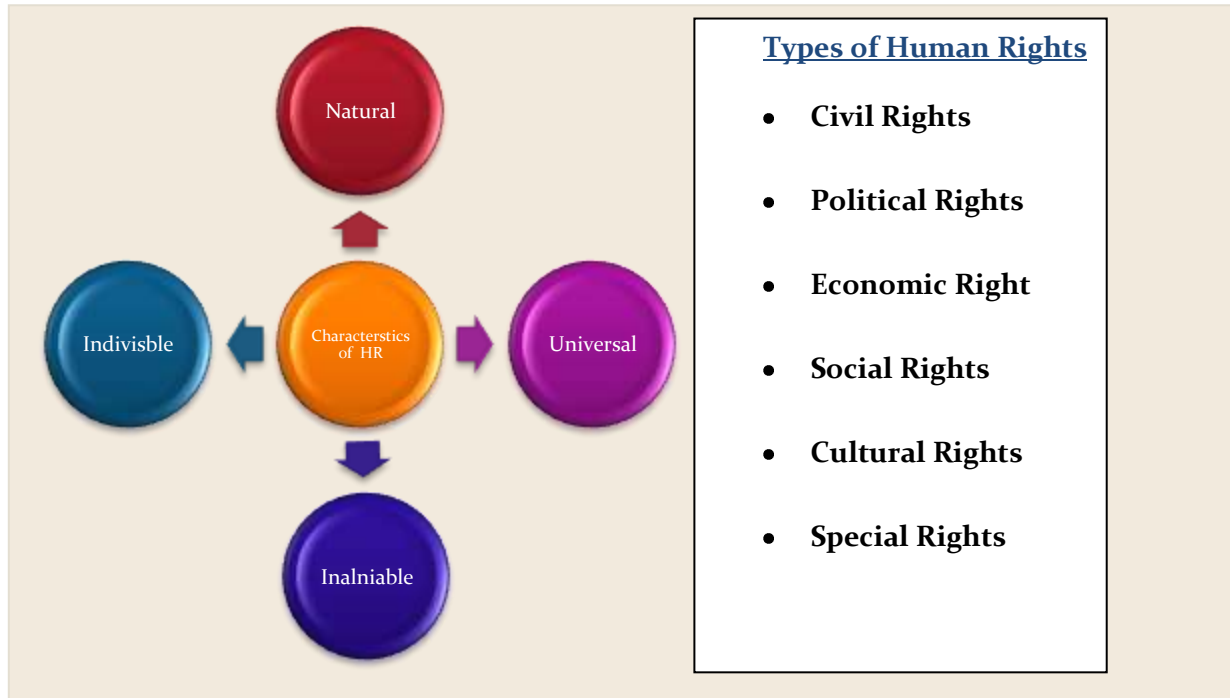 Natural
Indivisble
Characterstics
of HR
Universal
Inalniable
Types of Human Rights
• Civil Rights
• Political Rights
• Economic Right
• Social Rights
• Cultural Rights
• Special Rights